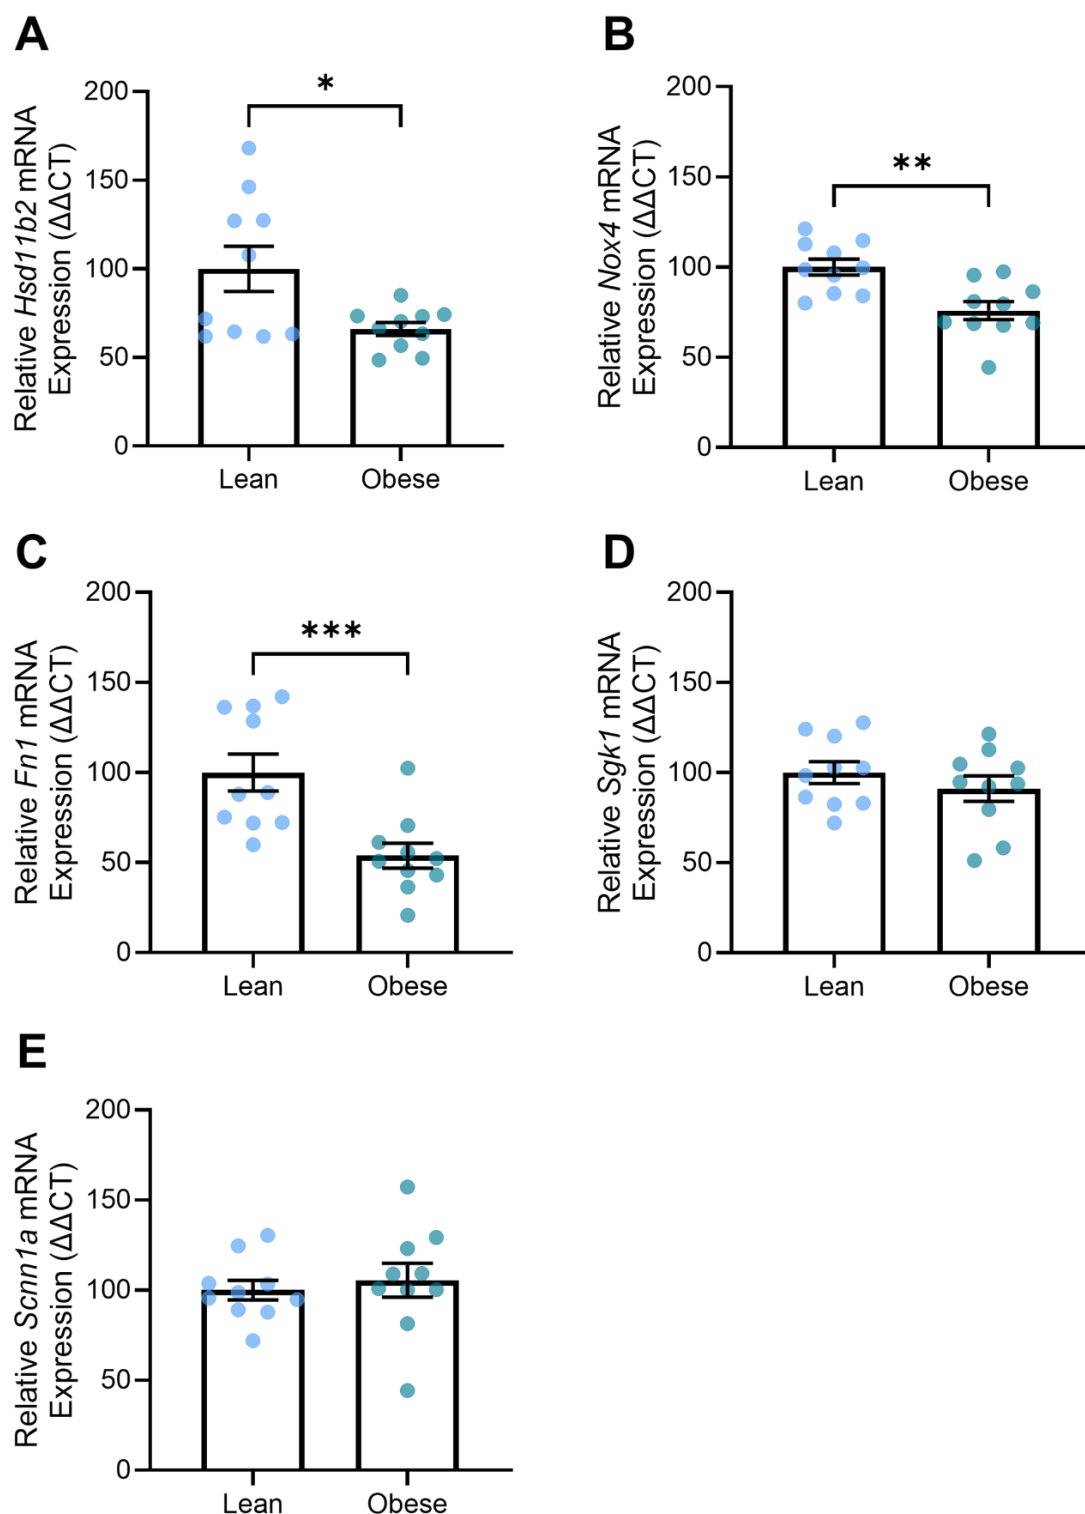 A
Relative Hsd11b2 mRNA
Expression (ΔΔCT)
200
150
100
50
0
*
Lean
Obese
B
Relative Nox4 mRNA
Expression (ΔΔCT)
200
150
100
50
0
**
Lean
Obese
C
Relative Fn1 mRNA
Expression (ΔΔCT)
200
150
100
50
0
***
Lean
Obese
D
Relative Sgk1 mRNA
Expression (ΔΔCT)
200
150
100
50
0
Lean
Obese
E
Relative Scnn1a mRNA
Expression (ΔΔCT)
200
150
100
50
0
Lean
Obese